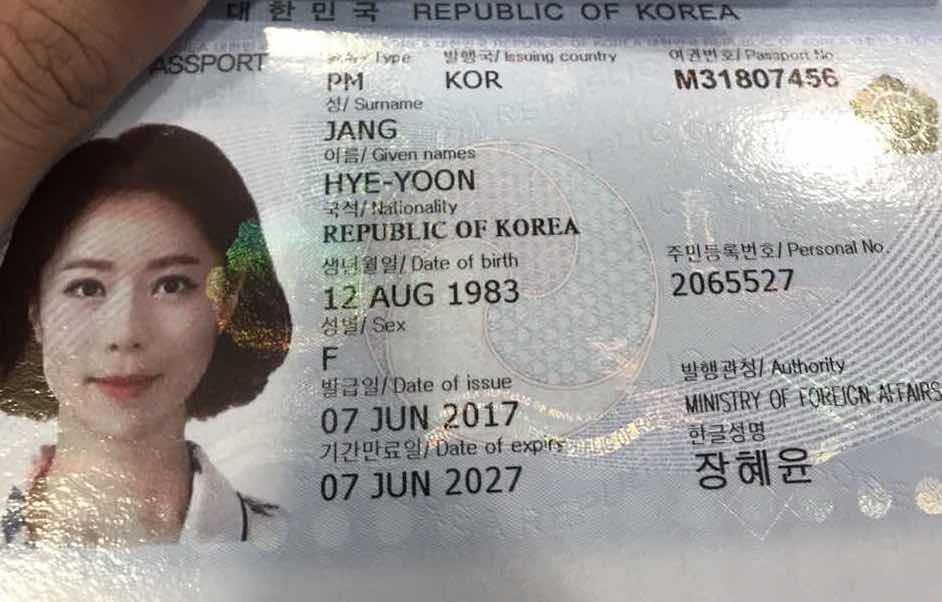 대한민국 REPUBLIC OF KOREA
PASSPORT
Type 발행국/ Issuing country 여권번호/ Passport No
PM KOR M31807456
성/ Surname
JANG
이름/ Given names
HYE-YOON
국적/ Nationality
REPUBLIC OF KOREA
생년월일/ Date of birth 주민등록번호/ Personal No.
12 AUG 1983 2065527
성별/ Sex
F
발급일/ Date of issue 발행관청/ Authority
07 JUN 2017 MINISTRY OF FOREIGN AFFAIRS
기간만료일/ Date of expiry 한글성명
07 JUN 2027 장혜윤